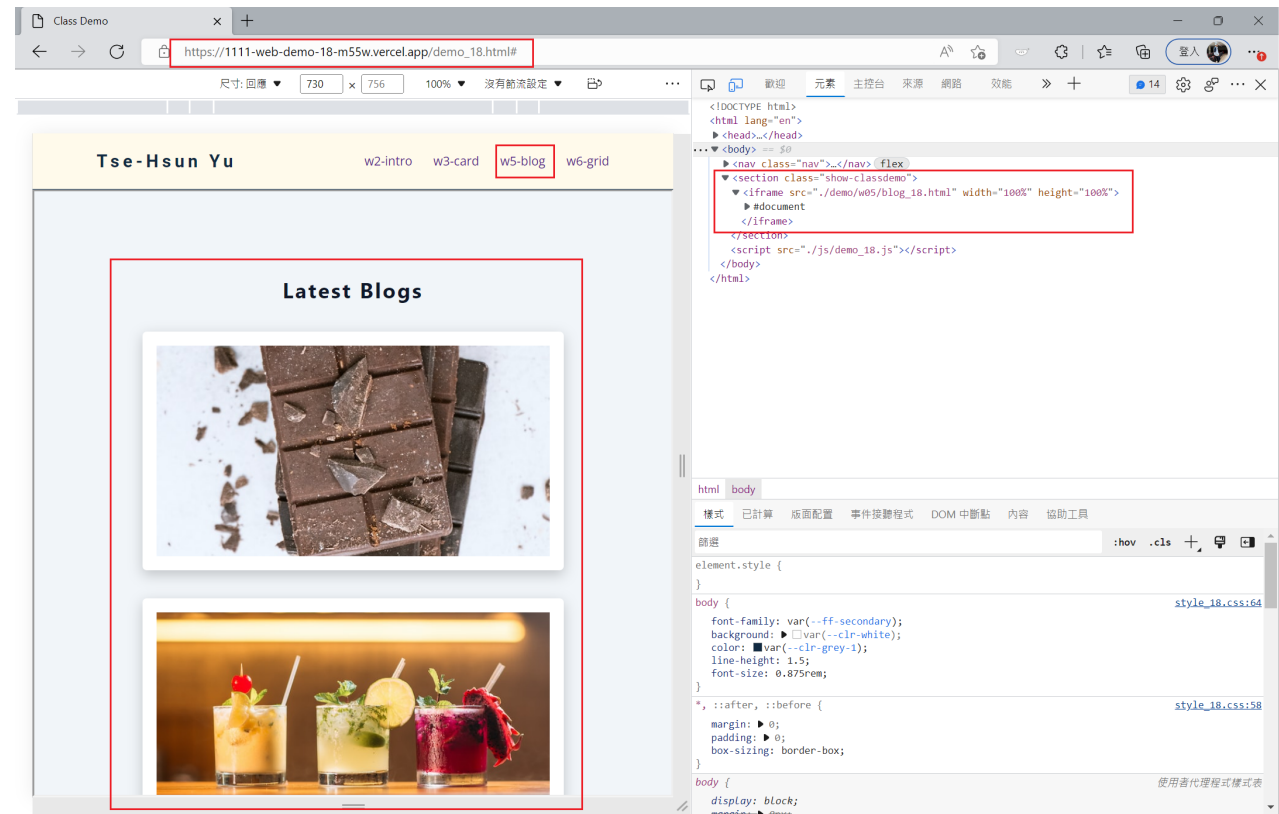 Class Demo
https://1111-web-demo-18-m55w.vercel.app/demo_18.html#
登入
尺寸: 回應 ▼ 730 x 756 100% ▼ 沒有節流設定 ▼
歡迎 元素 主控台 來源 網路 效能 14
Tse-Hsun Yu
w2-intro w3-card w5-blog w6-grid
Latest Blogs
<!DOCTYPE html>
<html lang="en">
▶<head>…</head>
···▼<body> == $0
▶<nav class="nav">…</nav> flex
▼<section class="show-classdemo">
▼<iframe src="./demo/w05/blog_18.html" width="100%" height="100%">
▶#document
</iframe>
</section>
<script src="./js/demo_18.js"></script>
</body>
</html>
html body
樣式 已計算 版面配置 事件接聽程式 DOM 中斷點 內容 協助工具
篩選 :hov .cls
element.style {
}
body { style_18.css:64
font-family: var(--ff-secondary);
background: ▶ var(--clr-white);
color: var(--clr-grey-1);
line-height: 1.5;
font-size: 0.875rem;
}
*, ::after, ::before { style_18.css:58
margin: ▶ 0;
padding: ▶ 0;
box-sizing: border-box;
}
body { 使用者代理程式樣式表
display: block;